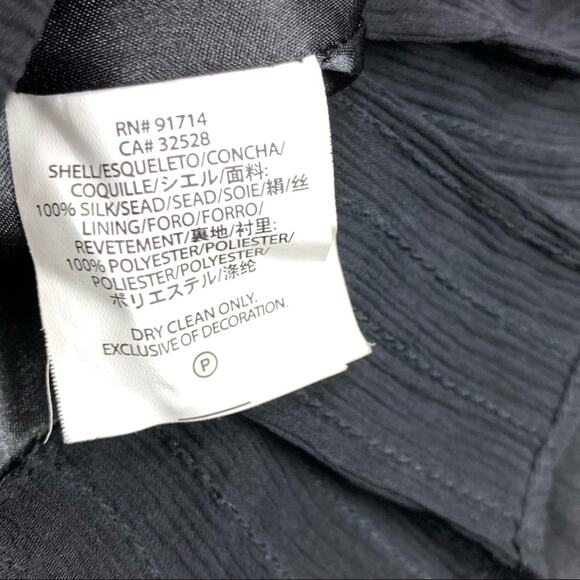 RN# 91714
CA# 32528
SHELL/ESQUELETO/CONCHA/
COQUILLE/シエル/面料:
100% SILK/SEAD/SEAD/SOIE/絹/丝
LINING/FORO/FORRO/
REVETEMENT/裏地/衬里:
100% POLYESTER/POLIESTER/
POLIESTER/POLYESTER/
ポリエステル/涤纶
DRY CLEAN ONLY.
EXCLUSIVE OF DECORATION.
P